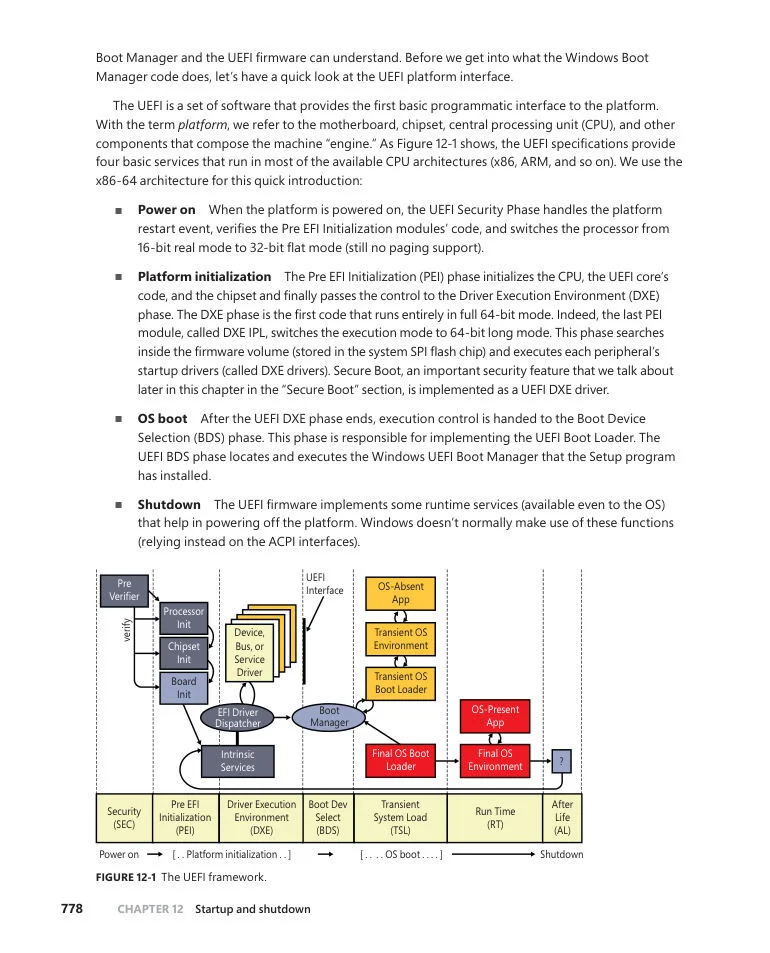 Boot Manager and the UEFI firmware can understand. Before we get into what the Windows Boot
Manager code does, let’s have a quick look at the UEFI platform interface.
The UEFI is a set of software that provides the first basic programmatic interface to the platform.
With the term platform, we refer to the motherboard, chipset, central processing unit (CPU), and other
components that compose the machine “engine.” As Figure 12-1 shows, the UEFI specifications provide
four basic services that run in most of the available CPU architectures (x86, ARM, and so on). We use the
x86-64 architecture for this quick introduction:
■ Power on When the platform is powered on, the UEFI Security Phase handles the platform
restart event, verifies the Pre EFI Initialization modules’ code, and switches the processor from
16-bit real mode to 32-bit flat mode (still no paging support).
■ Platform initialization The Pre EFI Initialization (PEI) phase initializes the CPU, the UEFI core’s
code, and the chipset and finally passes the control to the Driver Execution Environment (DXE)
phase. The DXE phase is the first code that runs entirely in full 64-bit mode. Indeed, the last PEI
module, called DXE IPL, switches the execution mode to 64-bit long mode. This phase searches
inside the firmware volume (stored in the system SPI flash chip) and executes each peripheral’s
startup drivers (called DXE drivers). Secure Boot, an important security feature that we talk about
later in this chapter in the “Secure Boot” section, is implemented as a UEFI DXE driver.
■ OS boot After the UEFI DXE phase ends, execution control is handed to the Boot Device
Selection (BDS) phase. This phase is responsible for implementing the UEFI Boot Loader. The
UEFI BDS phase locates and executes the Windows UEFI Boot Manager that the Setup program
has installed.
■ Shutdown The UEFI firmware implements some runtime services (available even to the OS)
that help in powering off the platform. Windows doesn’t normally make use of these functions
(relying instead on the ACPI interfaces).
Pre
Verifier
verify
Processor
Init
Chipset
Init
Board
Init
Device,
Bus, or
Service
Driver
EFI Driver
Dispatcher
Intrinsic
Services
UEFI
Interface
Boot
Manager
OS-Absent
App
Transient OS
Environment
Transient OS
Boot Loader
Final OS Boot
Loader
OS-Present
App
Final OS
Environment
?
Security
(SEC)
Pre EFI
Initialization
(PEI)
Driver Execution
Environment
(DXE)
Boot Dev
Select
(BDS)
Transient
System Load
(TSL)
Run Time
(RT)
After
Life
(AL)
Power on
[ . . Platform initialization . . ]
[ . . . . OS boot . . . . ]
Shutdown
FIGURE 12-1 The UEFI framework.
778 CHAPTER 12 Startup and shutdown